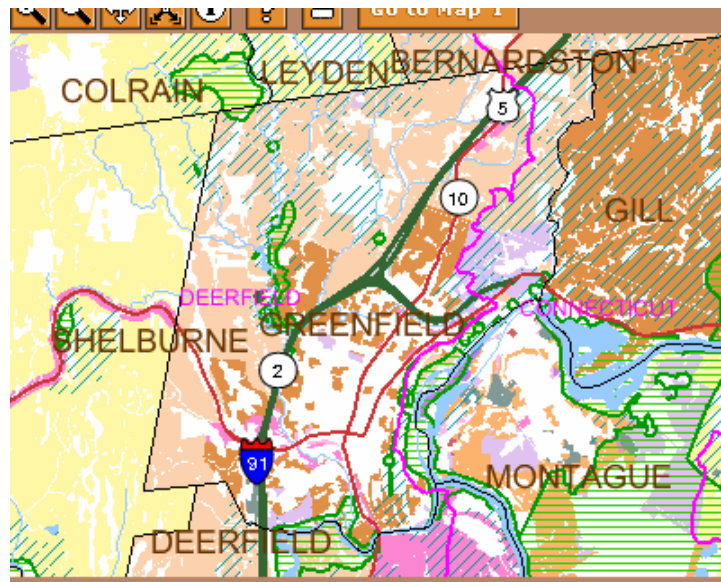 i
?
Go to Map 1
COLRAIN
LEYDEN
BERNARDSTON
5
10
GILL
DEERFIELD
CONNECTICUT
SHELBURNE
GREENFIELD
2
91
MONTAGUE
DEERFIELD